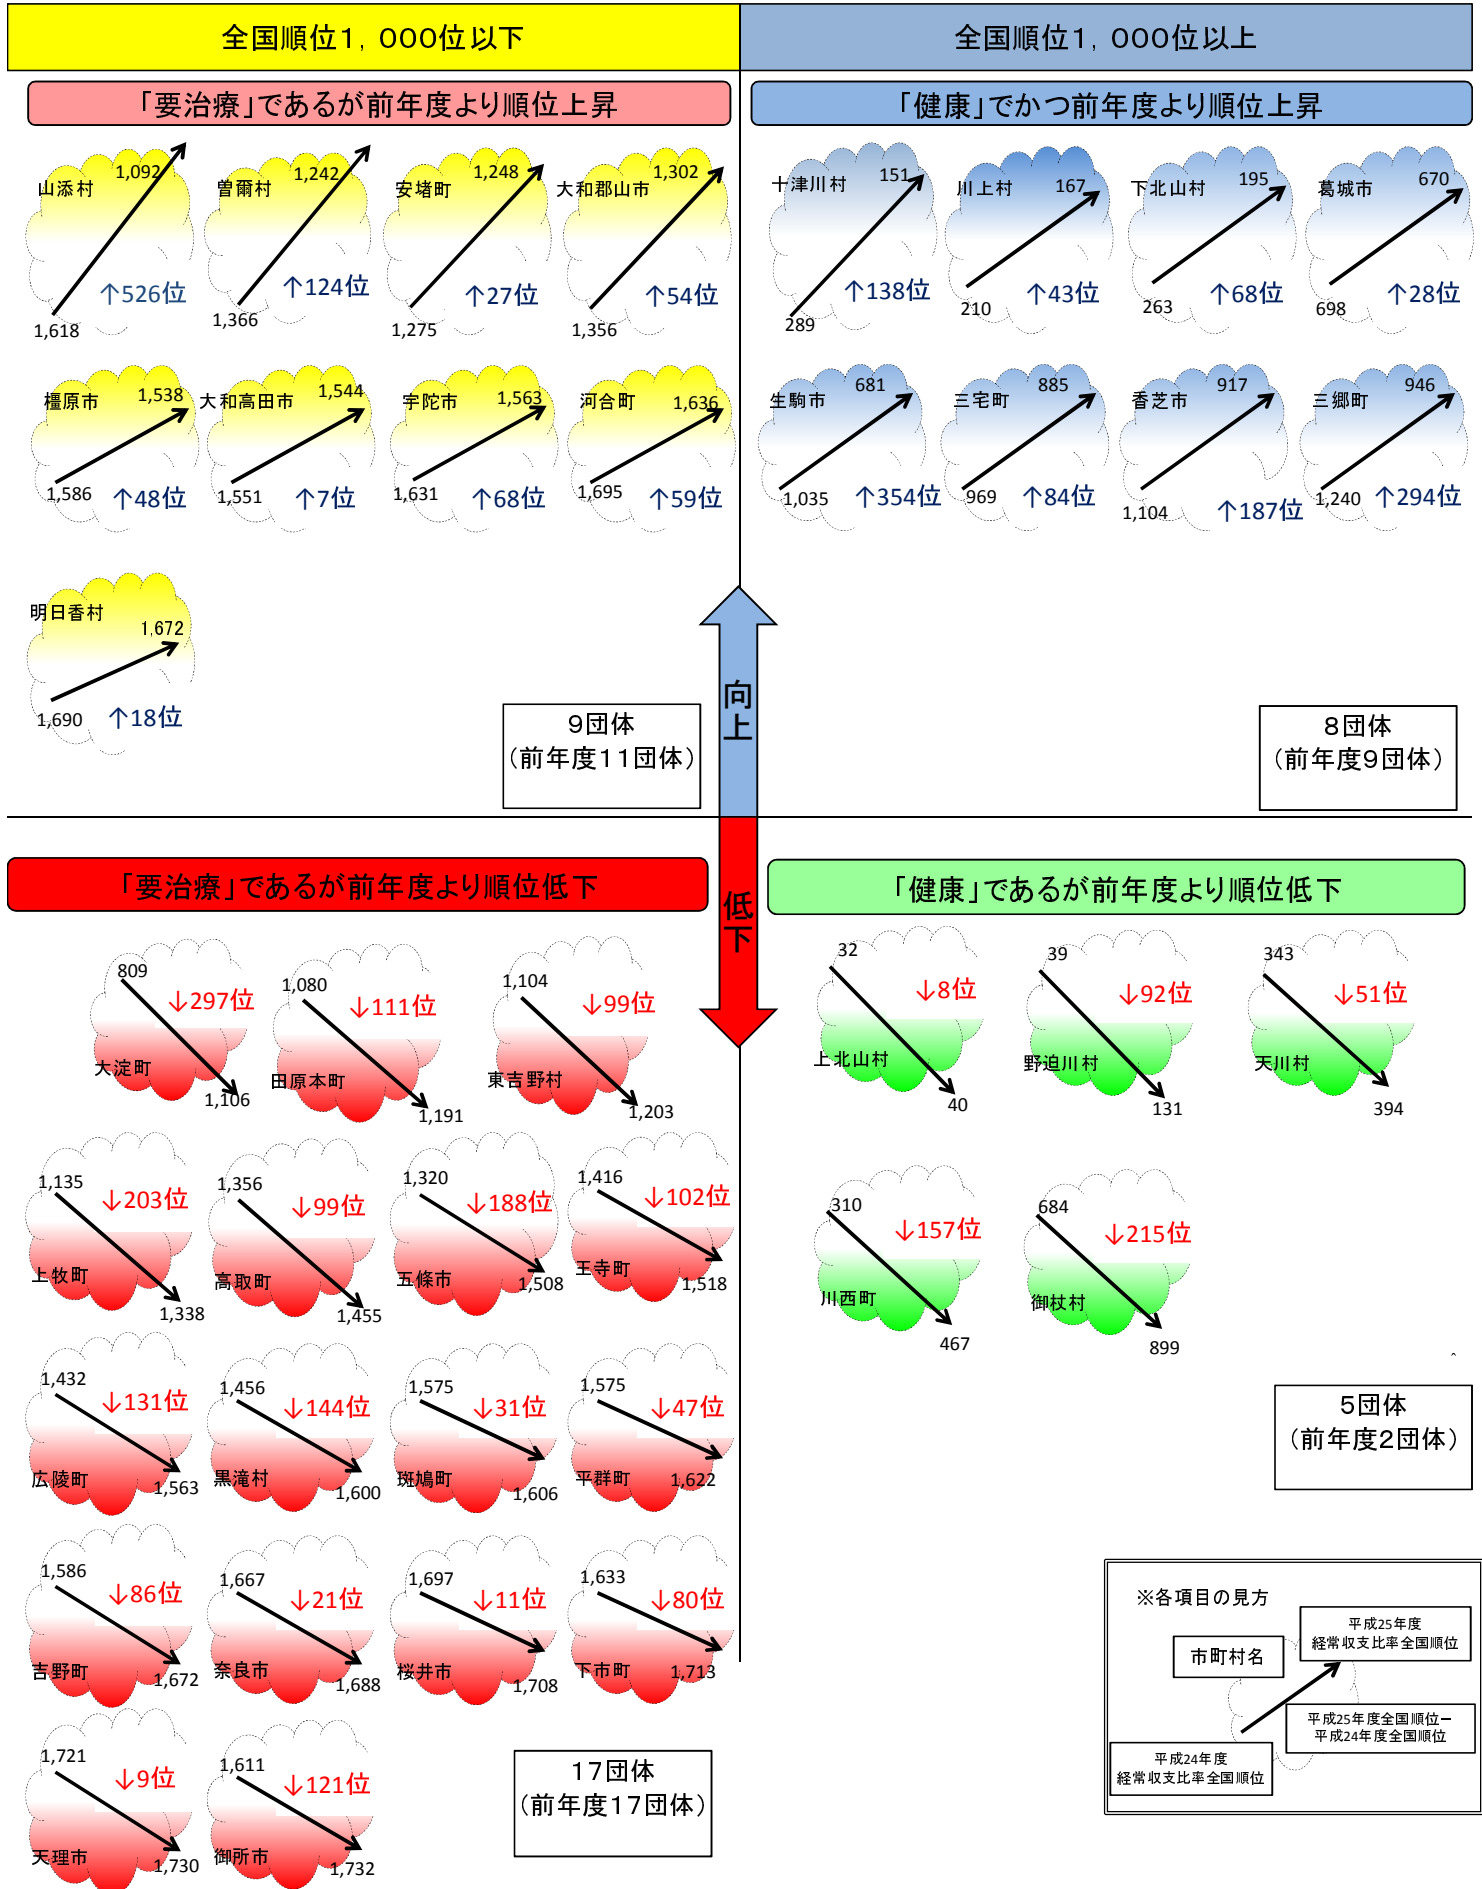 全国順位１，０００位以下
全国順位１，０００位以上
「要治療」であるが前年度より順位上昇
「健康」でかつ前年度より順位上昇
山添村
1,092
↑526位
1,618
曽爾村
1,242
↑124位
1,366
安堵町
1,248
↑27位
1,275
大和郡山市
1,302
↑54位
1,356
十津川村
151
↑138位
289
川上村
167
↑43位
210
下北山村
195
↑68位
263
葛城市
670
↑28位
698
橿原市
1,538
↑48位
1,586
大和高田市
1,544
↑7位
1,551
宇陀市
1,563
↑68位
1,631
河合町
1,636
↑59位
1,695
生駒市
681
↑354位
1,035
三宅町
885
↑84位
969
香芝市
917
↑187位
1,104
三郷町
946
↑294位
1,240
明日香村
1,672
↑18位
1,690
９団体
（前年度１１団体）
向上
８団体
（前年度９団体）
低下
「要治療」であるが前年度より順位低下
「健康」であるが前年度より順位低下
809
↓297位
大淀町
1,106
1,080
↓111位
田原本町
1,191
1,104
↓99位
東吉野村
1,203
32
↓8位
上北山村
40
39
↓92位
野迫川村
131
343
↓51位
天川村
394
1,135
↓203位
上牧町
1,338
1,356
↓99位
高取町
1,455
1,320
↓188位
五條市
1,508
1,416
↓102位
王寺町
1,518
310
↓157位
川西町
467
684
↓215位
御杖村
899
1,432
↓131位
広陵町
1,563
1,456
↓144位
黒滝村
1,600
1,575
↓31位
斑鳩町
1,606
1,575
↓47位
平群町
1,622
５団体
（前年度２団体）
1,586
↓86位
吉野町
1,672
1,667
↓21位
奈良市
1,688
1,697
↓11位
桜井市
1,708
1,633
↓80位
下市町
1,713
1,721
↓9位
天理市
1,730
1,611
↓121位
御所市
1,732
１７団体
（前年度１７団体）
※各項目の見方
平成25年度
経常収支比率全国順位
市町村名
平成25年度全国順位－
平成24年度全国順位
平成24年度
経常収支比率全国順位